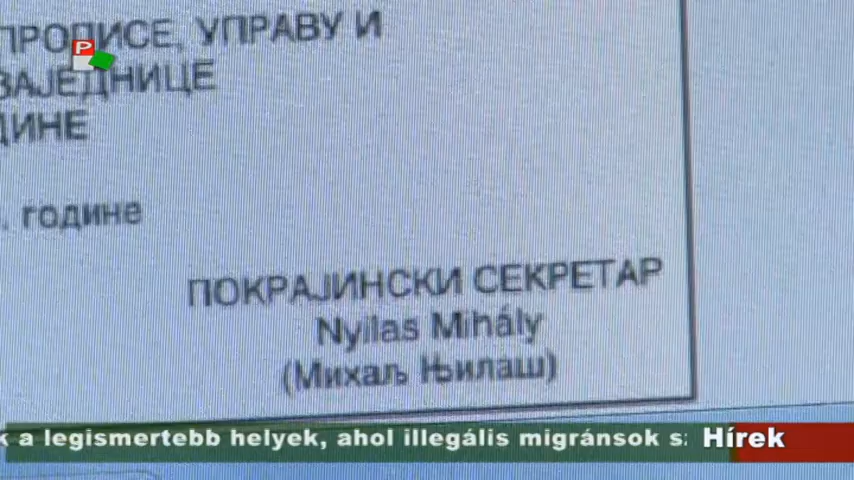 ПРОПИСЕ, УПРАВУ И
ЗАЈЕДНИЦЕ
ДИНЕ
. године
ПОКРАЈИНСКИ СЕКРЕТАР
Nyilas Mihály
(Михаљ Њилаш)
P
k a legismertebb helyek, ahol illegális migránsok s
Hírek